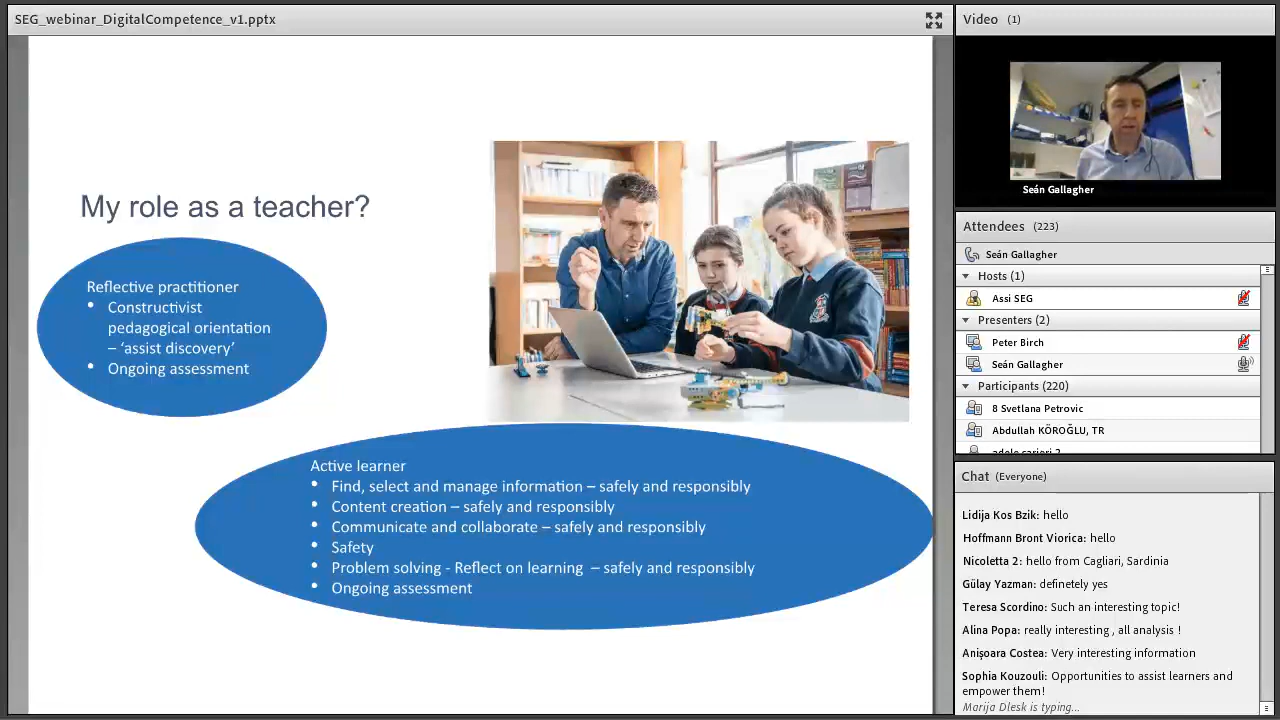 SEG_webinar_DigitalCompetence_v1.pptx
My role as a teacher?
Reflective practitioner
• Constructivist
pedagogical orientation
– ‘assist discovery’
• Ongoing assessment
Active learner
• Find, select and manage information – safely and responsibly
• Content creation – safely and responsibly
• Communicate and collaborate – safely and responsibly
• Safety
• Problem solving - Reflect on learning – safely and responsibly
• Ongoing assessment
Video (1)
Seán Gallagher
Attendees (223)
Seán Gallagher
Hosts (1)
Assi SEG
Presenters (2)
Peter Birch
Seán Gallagher
Participants (220)
8 Svetlana Petrovic
Abdullah KÖROĞLU, TR
Chat (Everyone)
Lidija Kos Bzik: hello
Hoffmann Bront Viorica: hello
Nicoletta 2: hello from Cagliari, Sardinia
Gülay Yazman: definetely yes
Teresa Scordino: Such an interesting topic!
Alina Popa: really interesting , all analysis !
Anişoara Costea: Very interesting information
Sophia Kouzouli: Opportunities to assist learners and
empower them!
Marija Dlesk is typing...